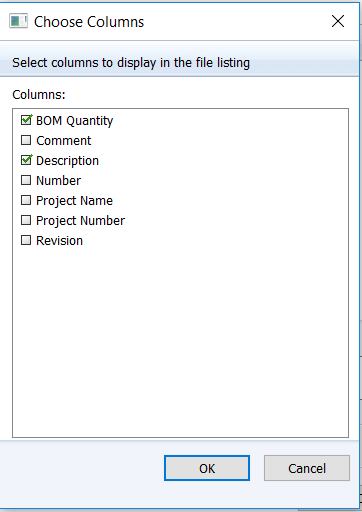 Choose Columns
Select columns to display in the file listing
Columns:
BOM Quantity
Comment
Description
Number
Project Name
Project Number
Revision
OK Cancel